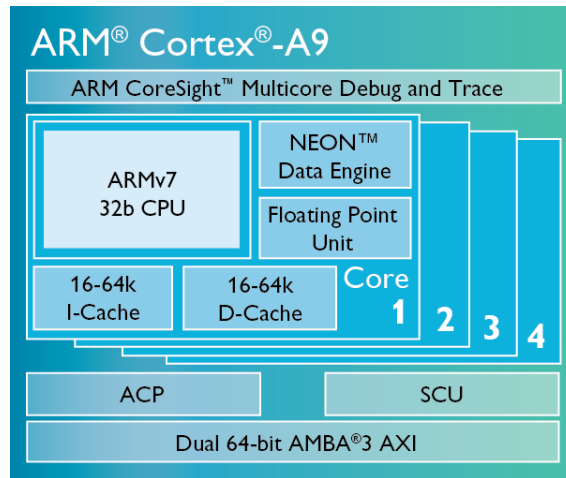 ARM® Cortex®-A9
ARM CoreSight™ Multicore Debug and Trace
ARMv7
32b CPU
NEON™
Data Engine
Floating Point
Unit
16-64k
I-Cache
16-64k
D-Cache
Core
1
2
3
4
ACP
SCU
Dual 64-bit AMBA®3 AXI